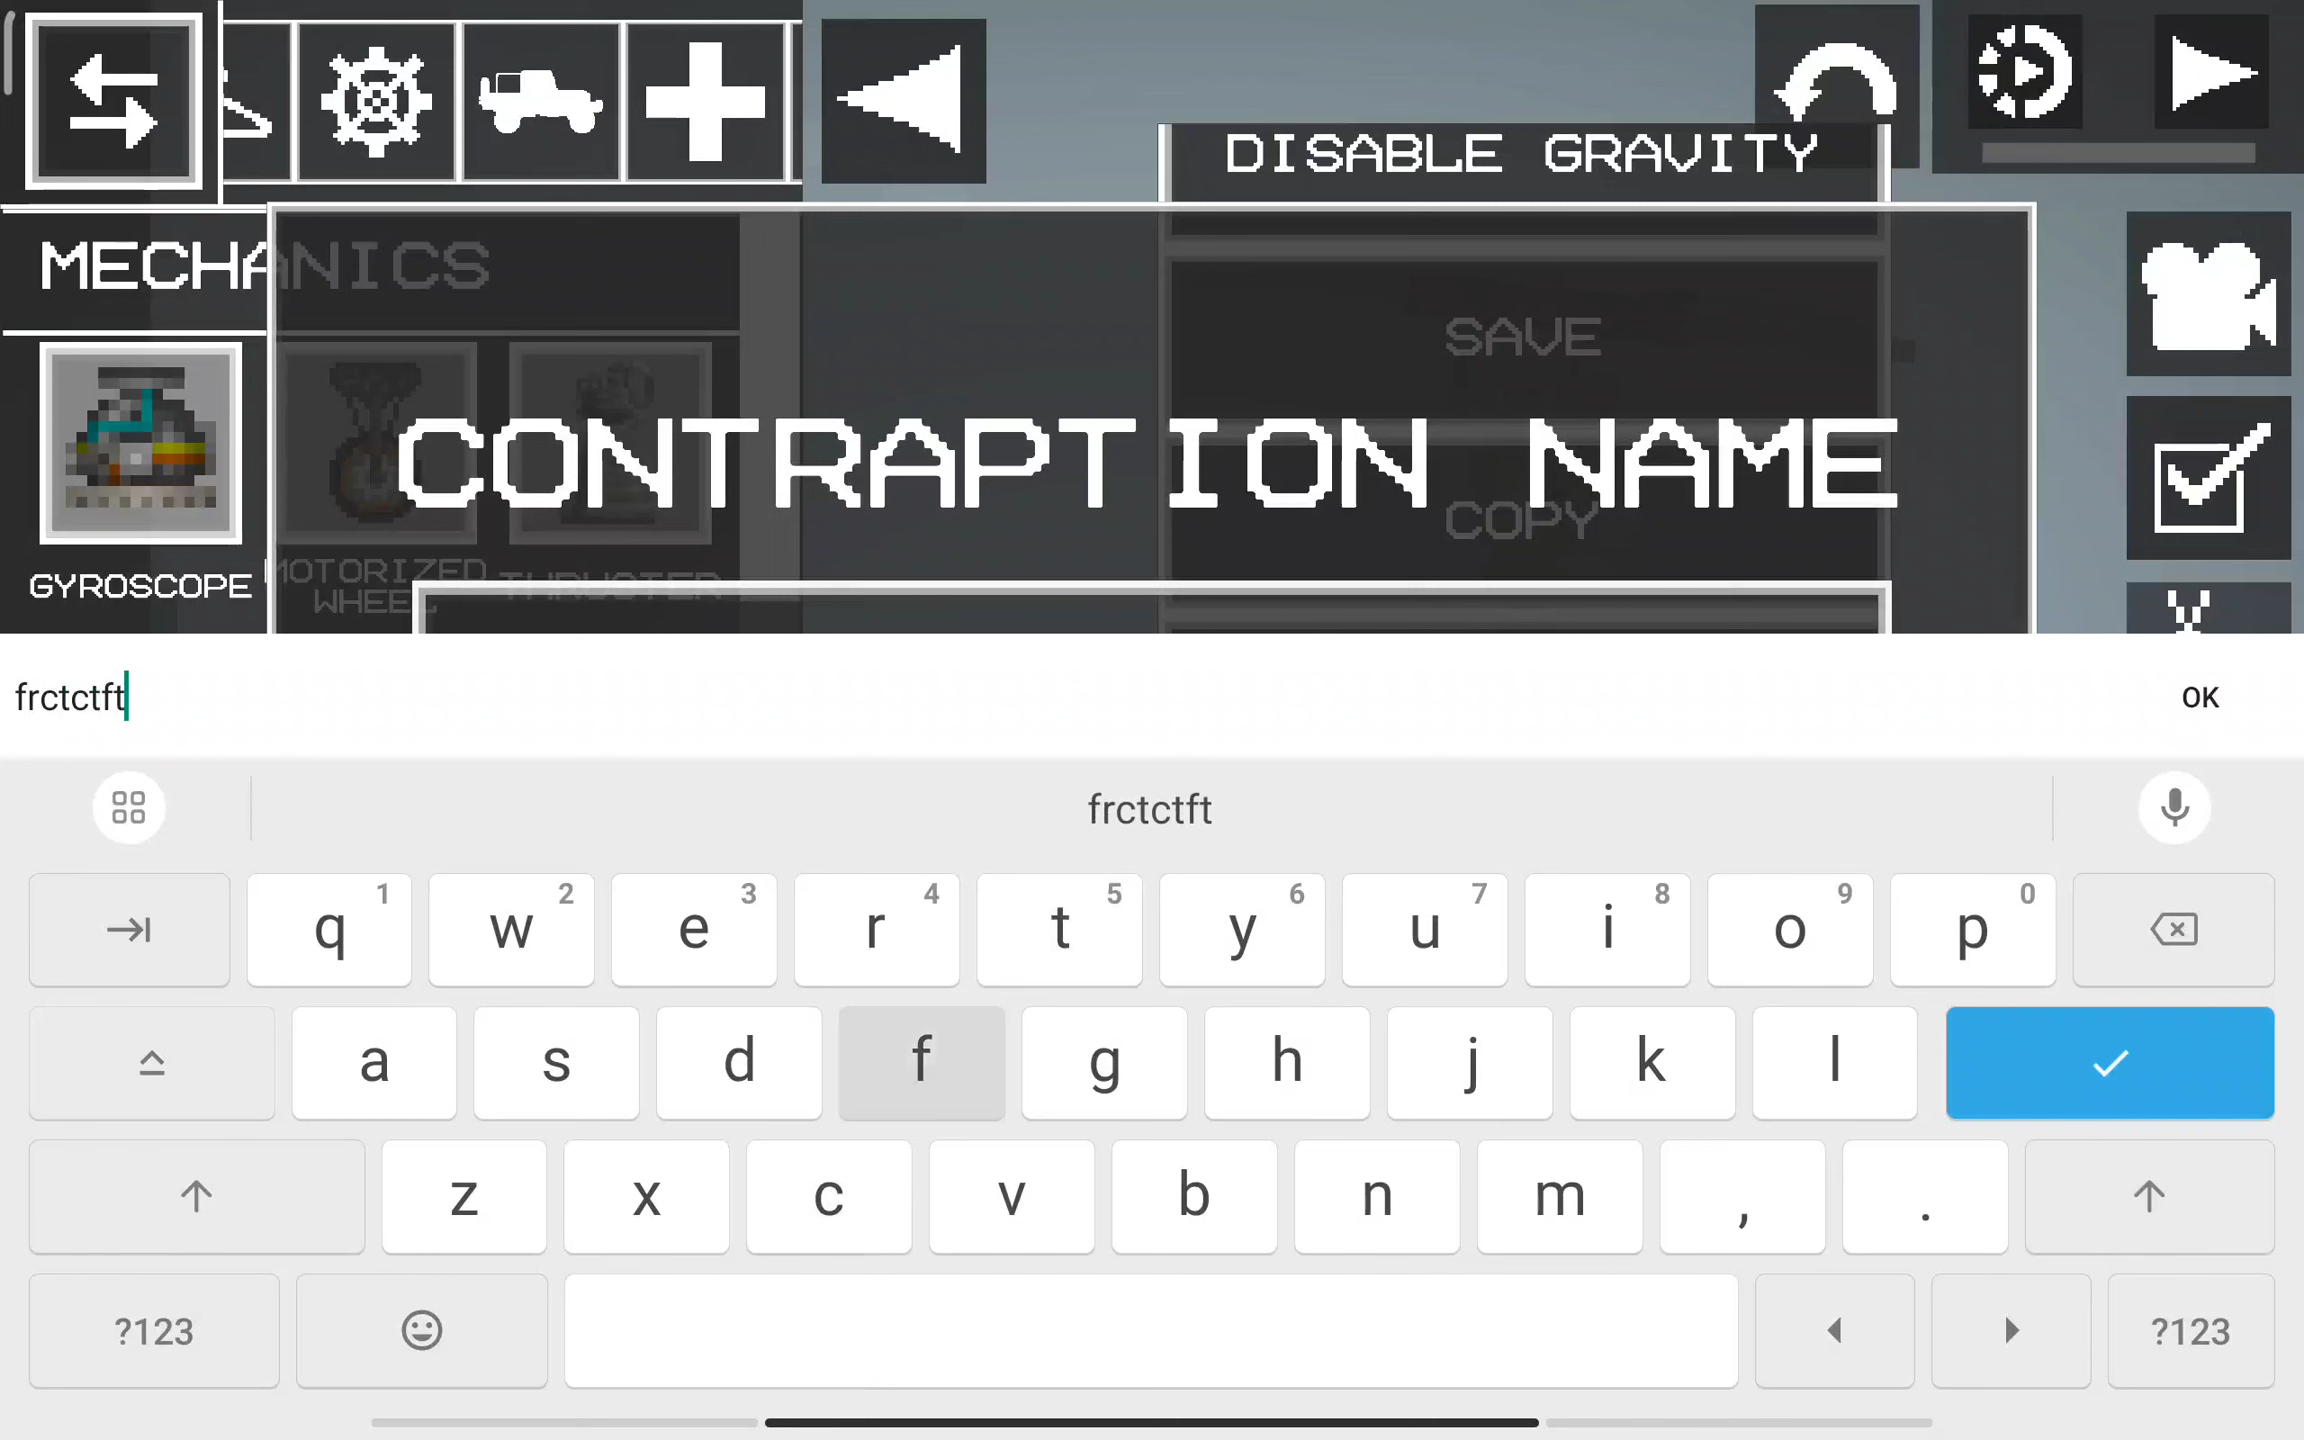 DISABLE GRAVITY
MECHANICS
SAVE
CONTRAPTION NAME
COPY
GYROSCOPE
MOTORIZED
WHEEL
THRUSTER
frctctft
OK
frctctft
q 1 w 2 e 3 r 4 t 5 y 6 u 7 i 8 o 9 p 0
a s d f g h j k l
z x c v b n m , .
?123 ?123